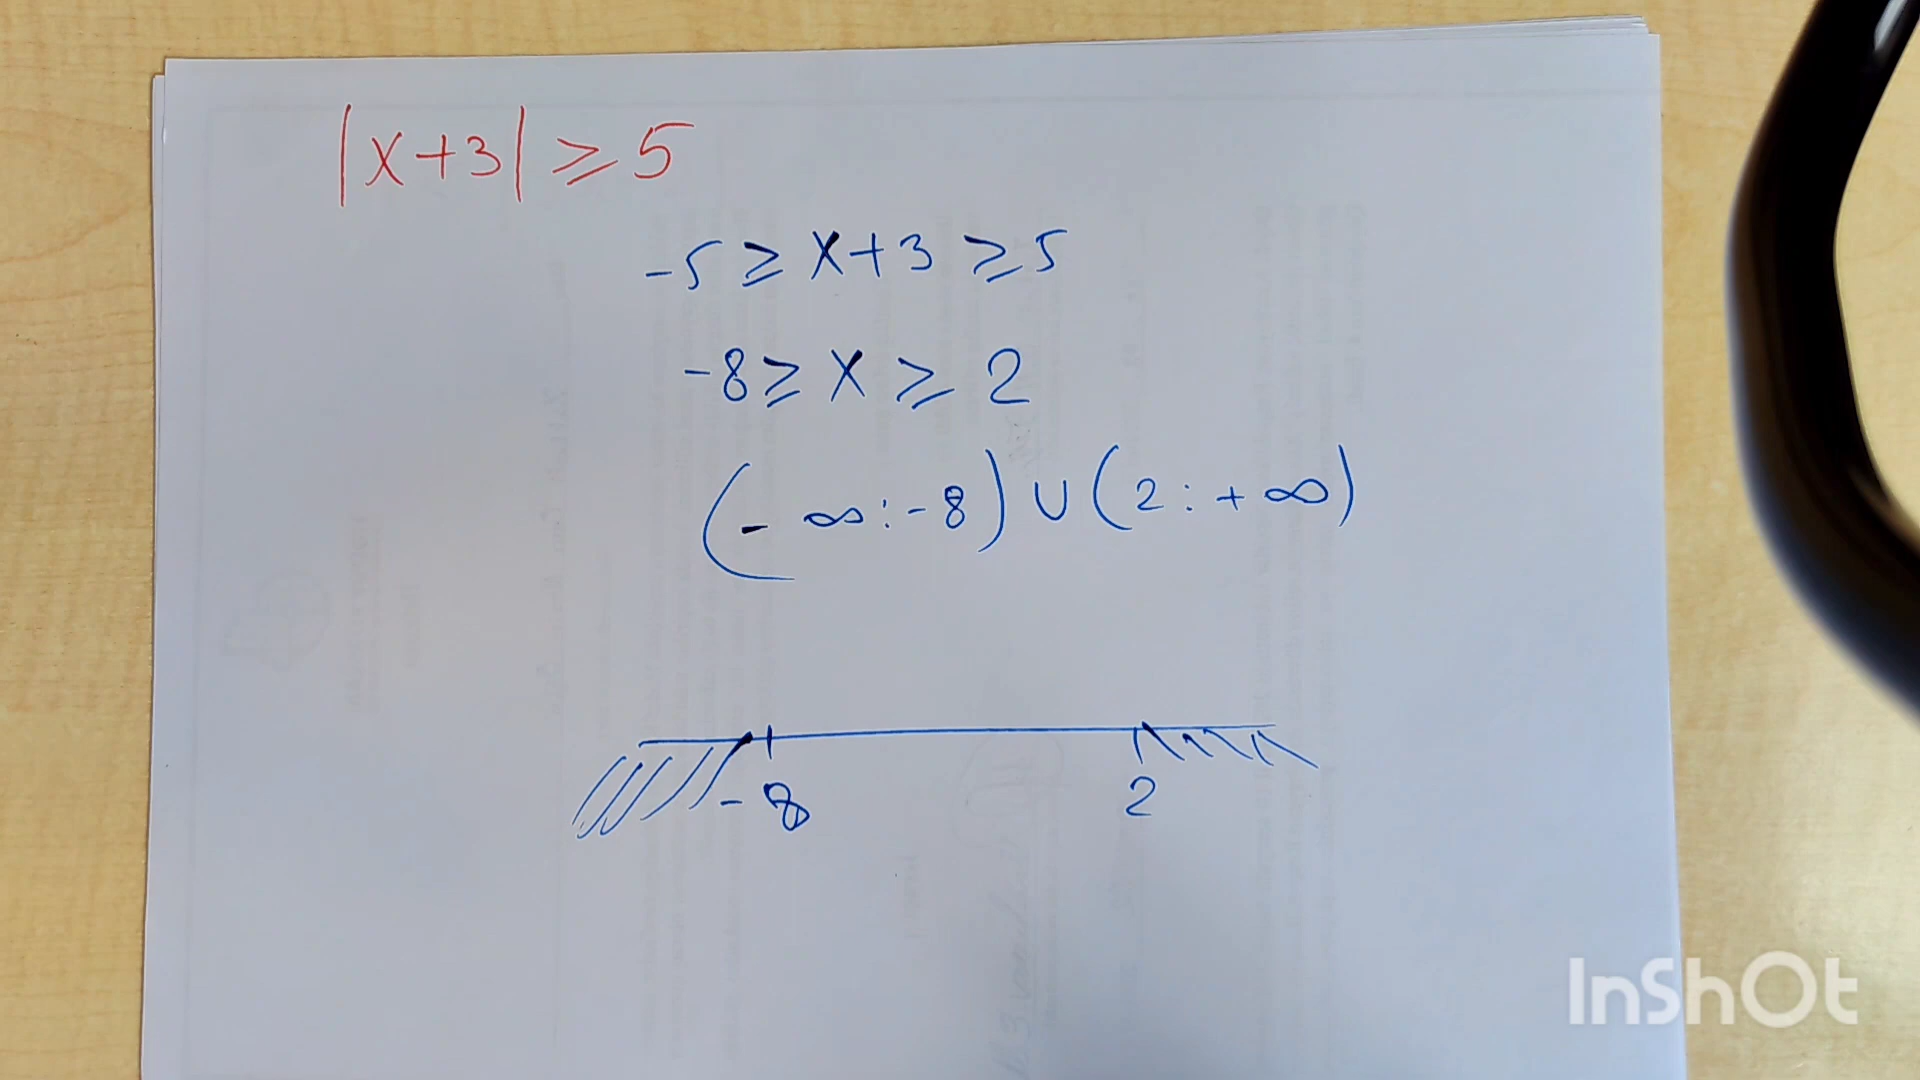 |x+3| ⩾ 5
-5 ⩾ x+3 ⩾ 5
-8 ⩾ x ⩾ 2
(- ∞ : -8) ∪ (2 : + ∞)
-8 2
InShOt